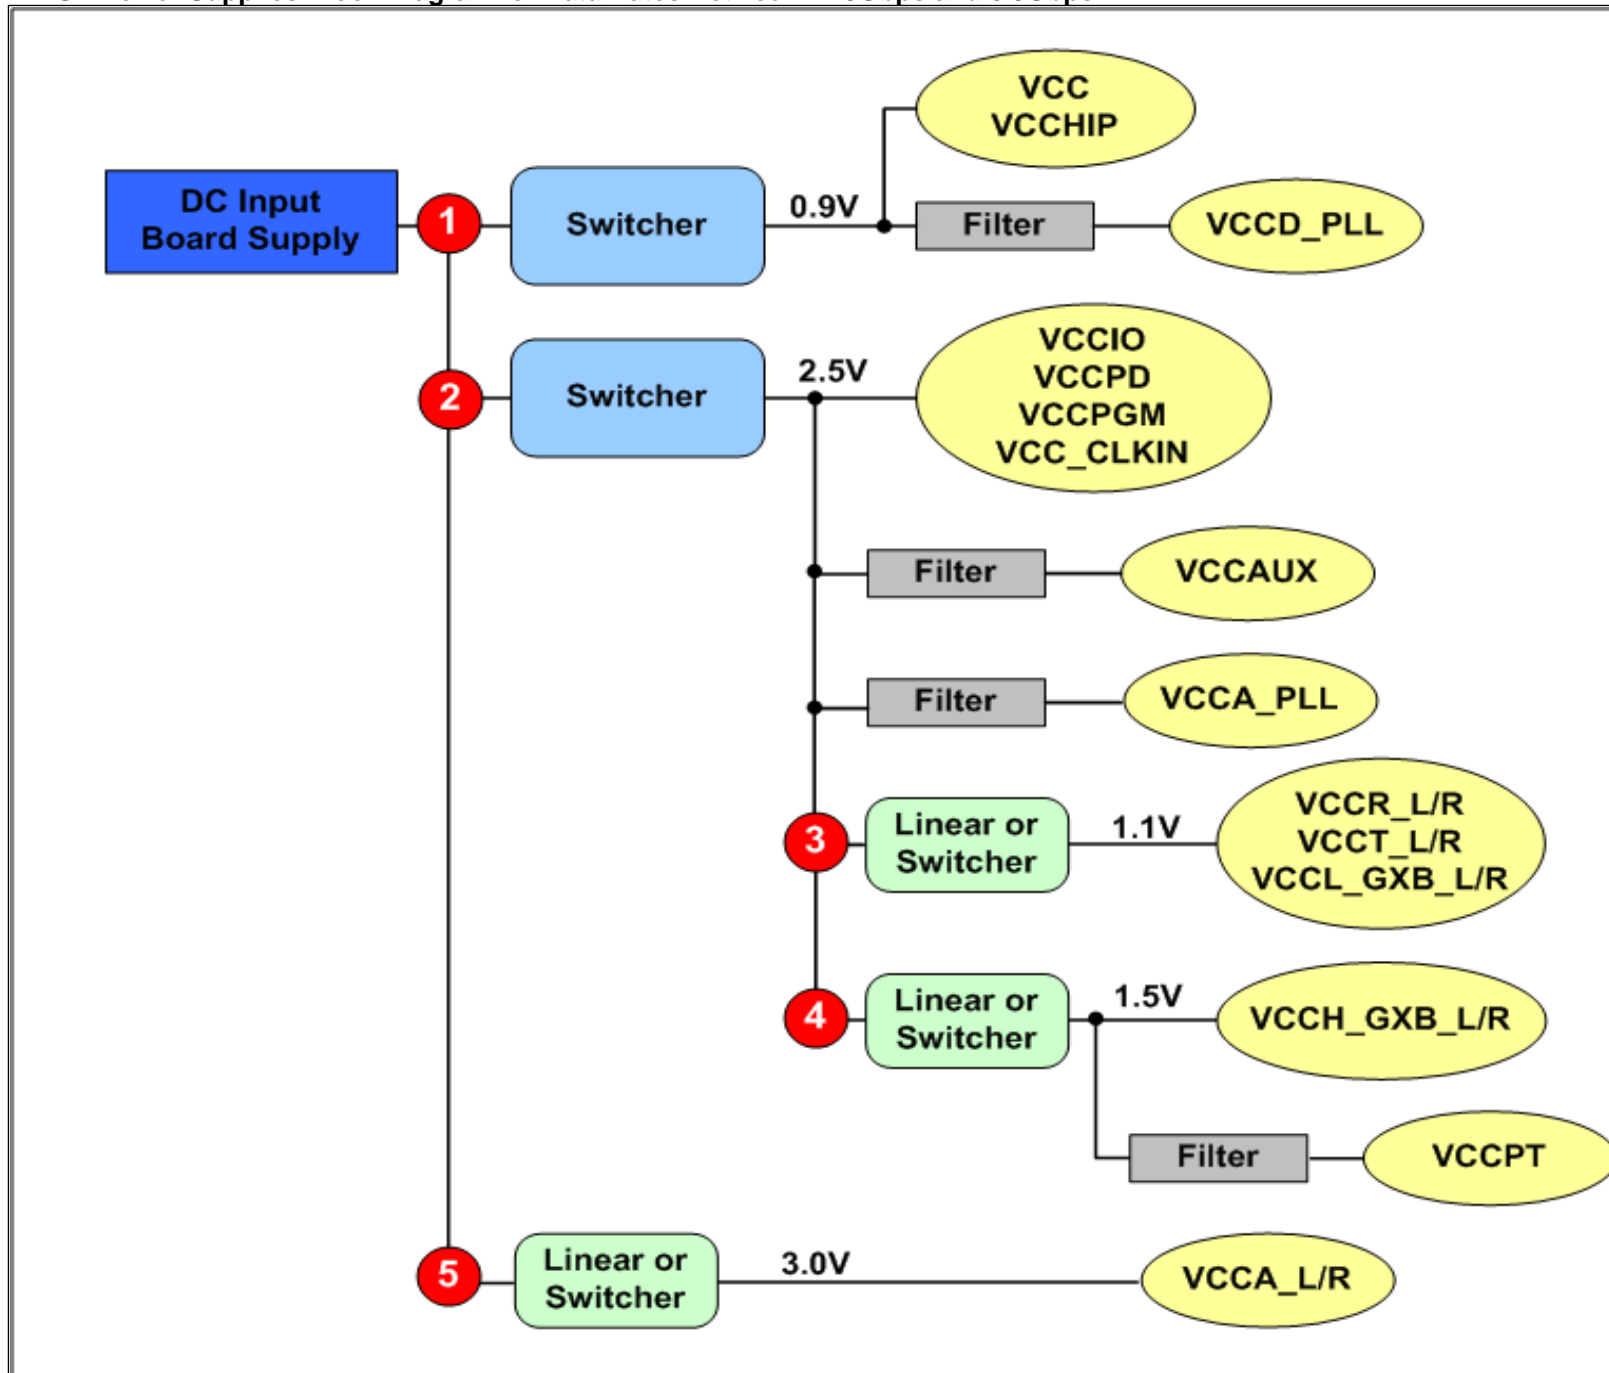 DC Input
Board Supply
1
Switcher
0.9V
VCC
VCCHIP
Filter
VCCD_PLL
2
Switcher
2.5V
VCCIO
VCCPD
VCCPGM
VCC_CLKIN
Filter
VCCAUX
Filter
VCCA_PLL
3
Linear or
Switcher
1.1V
VCCR_L/R
VCCT_L/R
VCCL_GXB_L/R
4
Linear or
Switcher
1.5V
VCCH_GXB_L/R
Filter
VCCPT
5
Linear or
Switcher
3.0V
VCCA_L/R